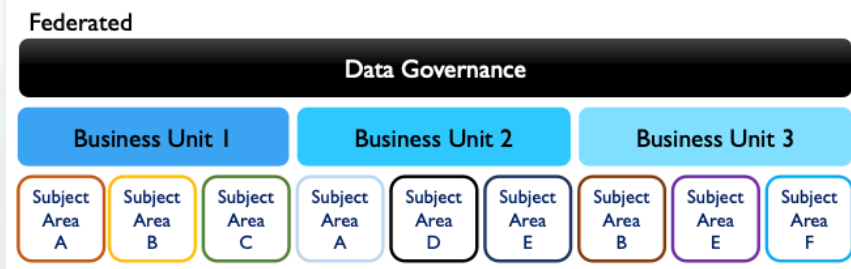 Federated
Data Governance
Business Unit 1
Business Unit 2
Business Unit 3
Subject
Area
A
Subject
Area
B
Subject
Area
C
Subject
Area
A
Subject
Area
D
Subject
Area
E
Subject
Area
B
Subject
Area
E
Subject
Area
F